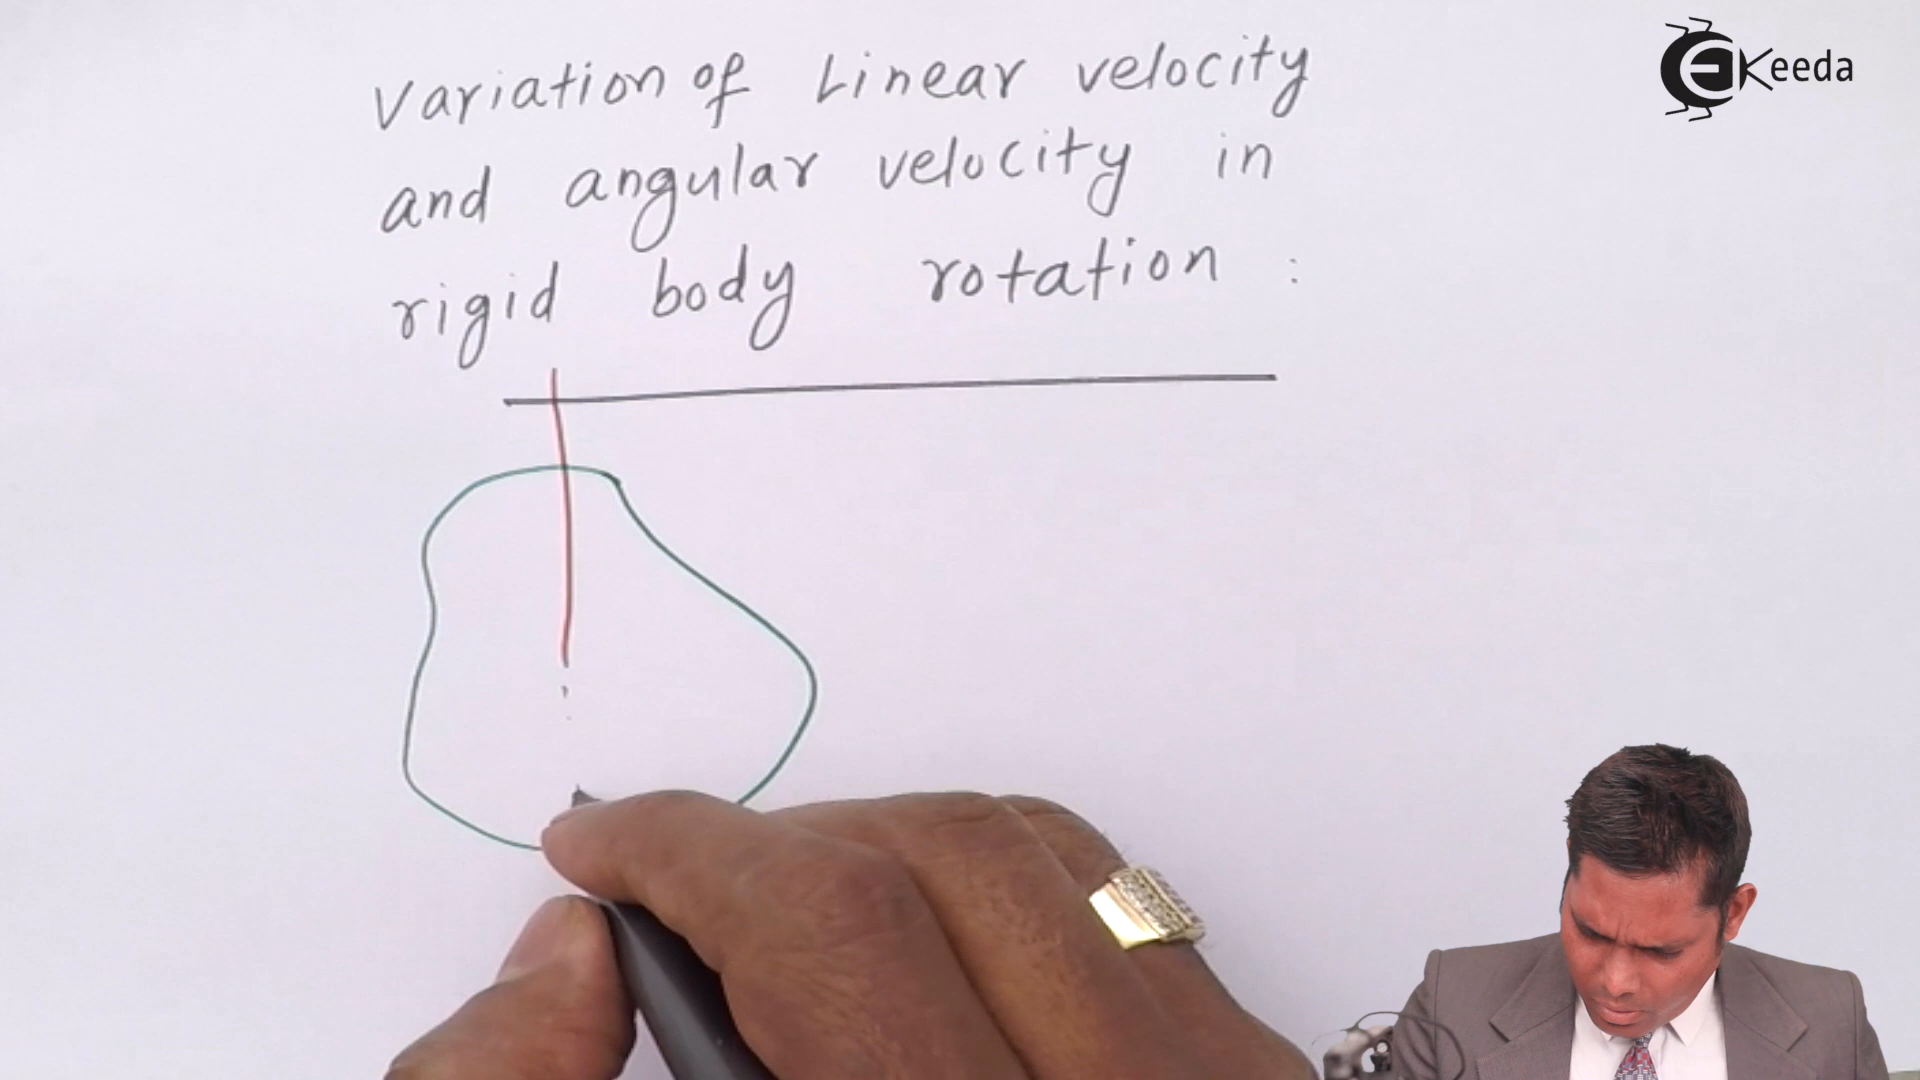 Variation of Linear velocity
and angular velocity in
rigid body rotation :
EKeeda